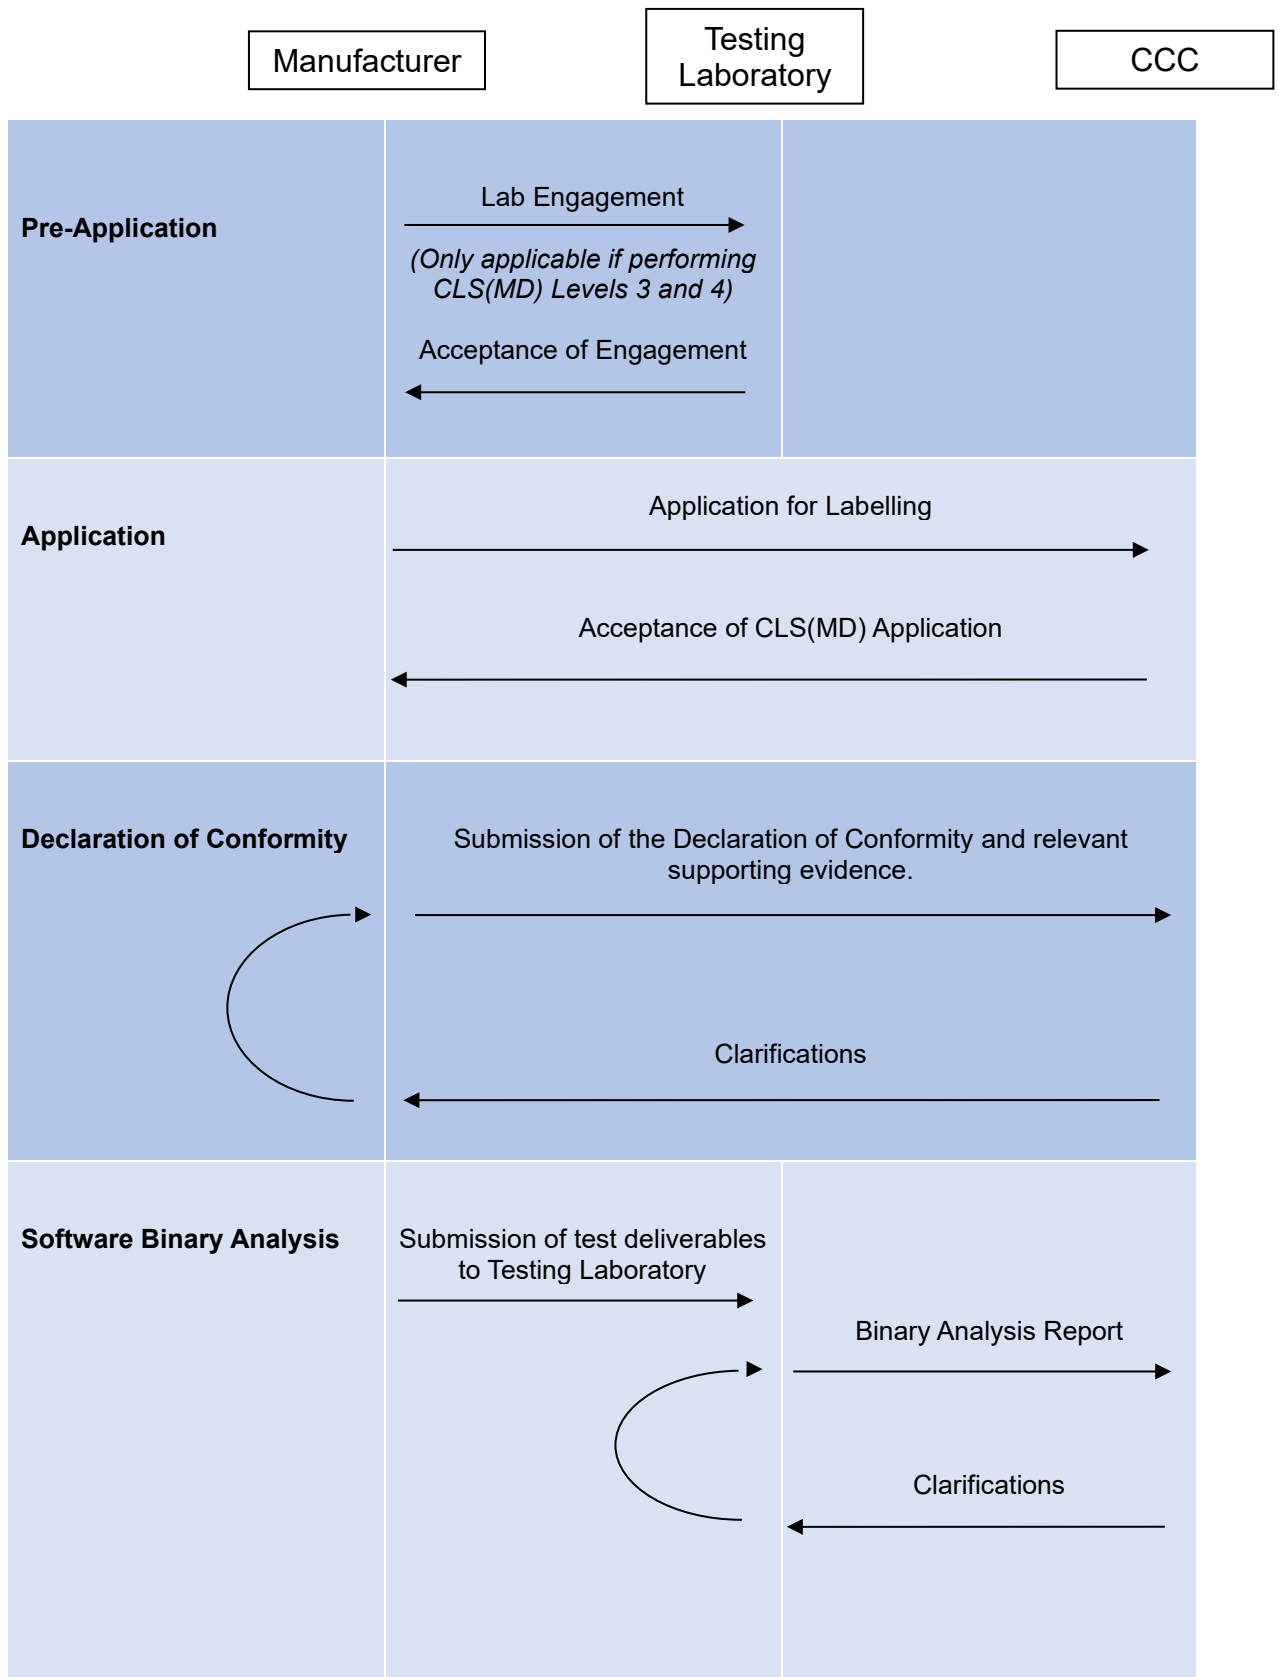 Manufacturer
Testing
Laboratory
CCC
Pre-Application
Lab Engagement
(Only applicable if performing
CLS(MD) Levels 3 and 4)
Acceptance of Engagement
Application
Application for Labelling
Acceptance of CLS(MD) Application
Declaration of Conformity
Submission of the Declaration of Conformity and relevant
supporting evidence.
Clarifications
Software Binary Analysis
Submission of test deliverables
to Testing Laboratory
Binary Analysis Report
Clarifications